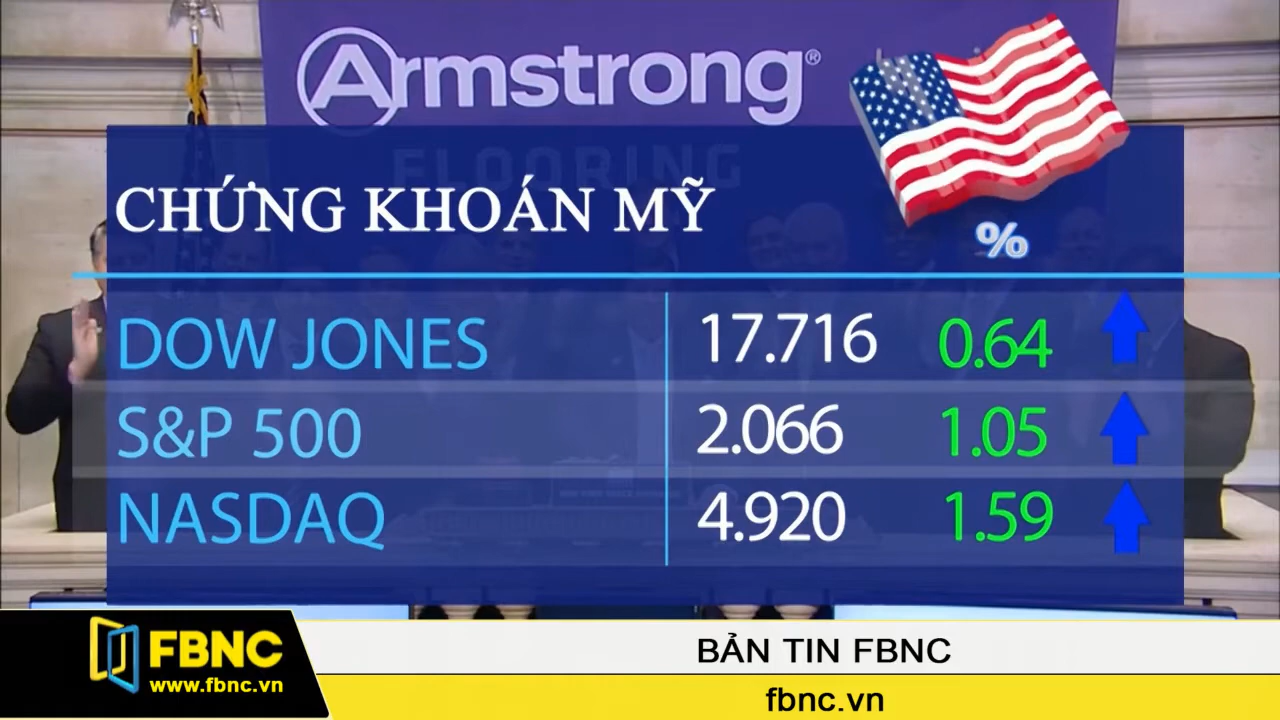 Armstrong®
FLOORING
CHỨNG KHOÁN MỸ
%
DOW JONES 17.716 0.64
S&P 500 2.066 1.05
NASDAQ 4.920 1.59
FBNC
www.fbnc.vn
BẢN TIN FBNC
fbnc.vn